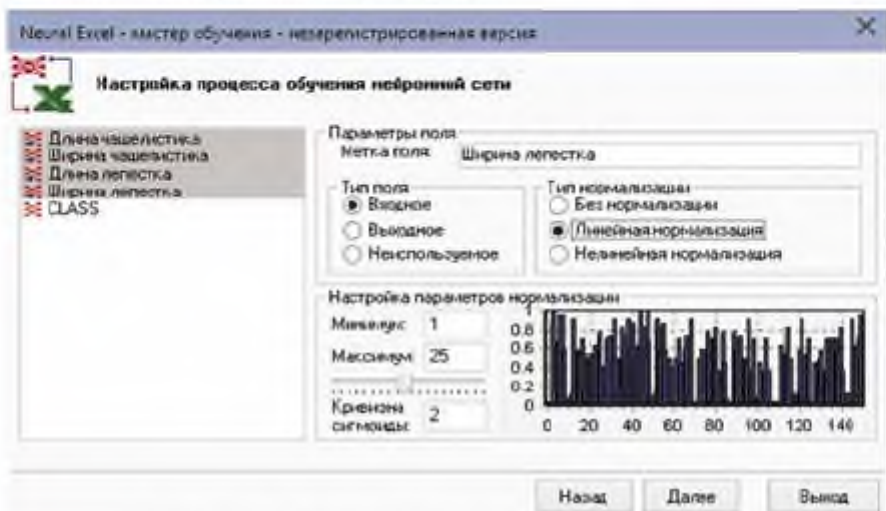 Neural Excel - мастер обучения - незарегистрированная версия
Настройка процесса обучения нейронной сети
Длина чашелистика
Ширина чашелистика
Длина лепестка
Ширина лепестка
CLASS
Параметры поля
Метка поля: Ширина лепестка
Тип поля
Входное
Выходное
Неиспользуемое
Тип нормализации
Без нормализации
Линейная нормализация
Нелинейная нормализация
Настройка параметров нормализации
Минимум: 1
Максимум: 25
Кривизна сигмоиды: 2
1
0.8
0.6
0.4
0.2
0
0 20 40 60 80 100 120 140
Назад Далее Выход